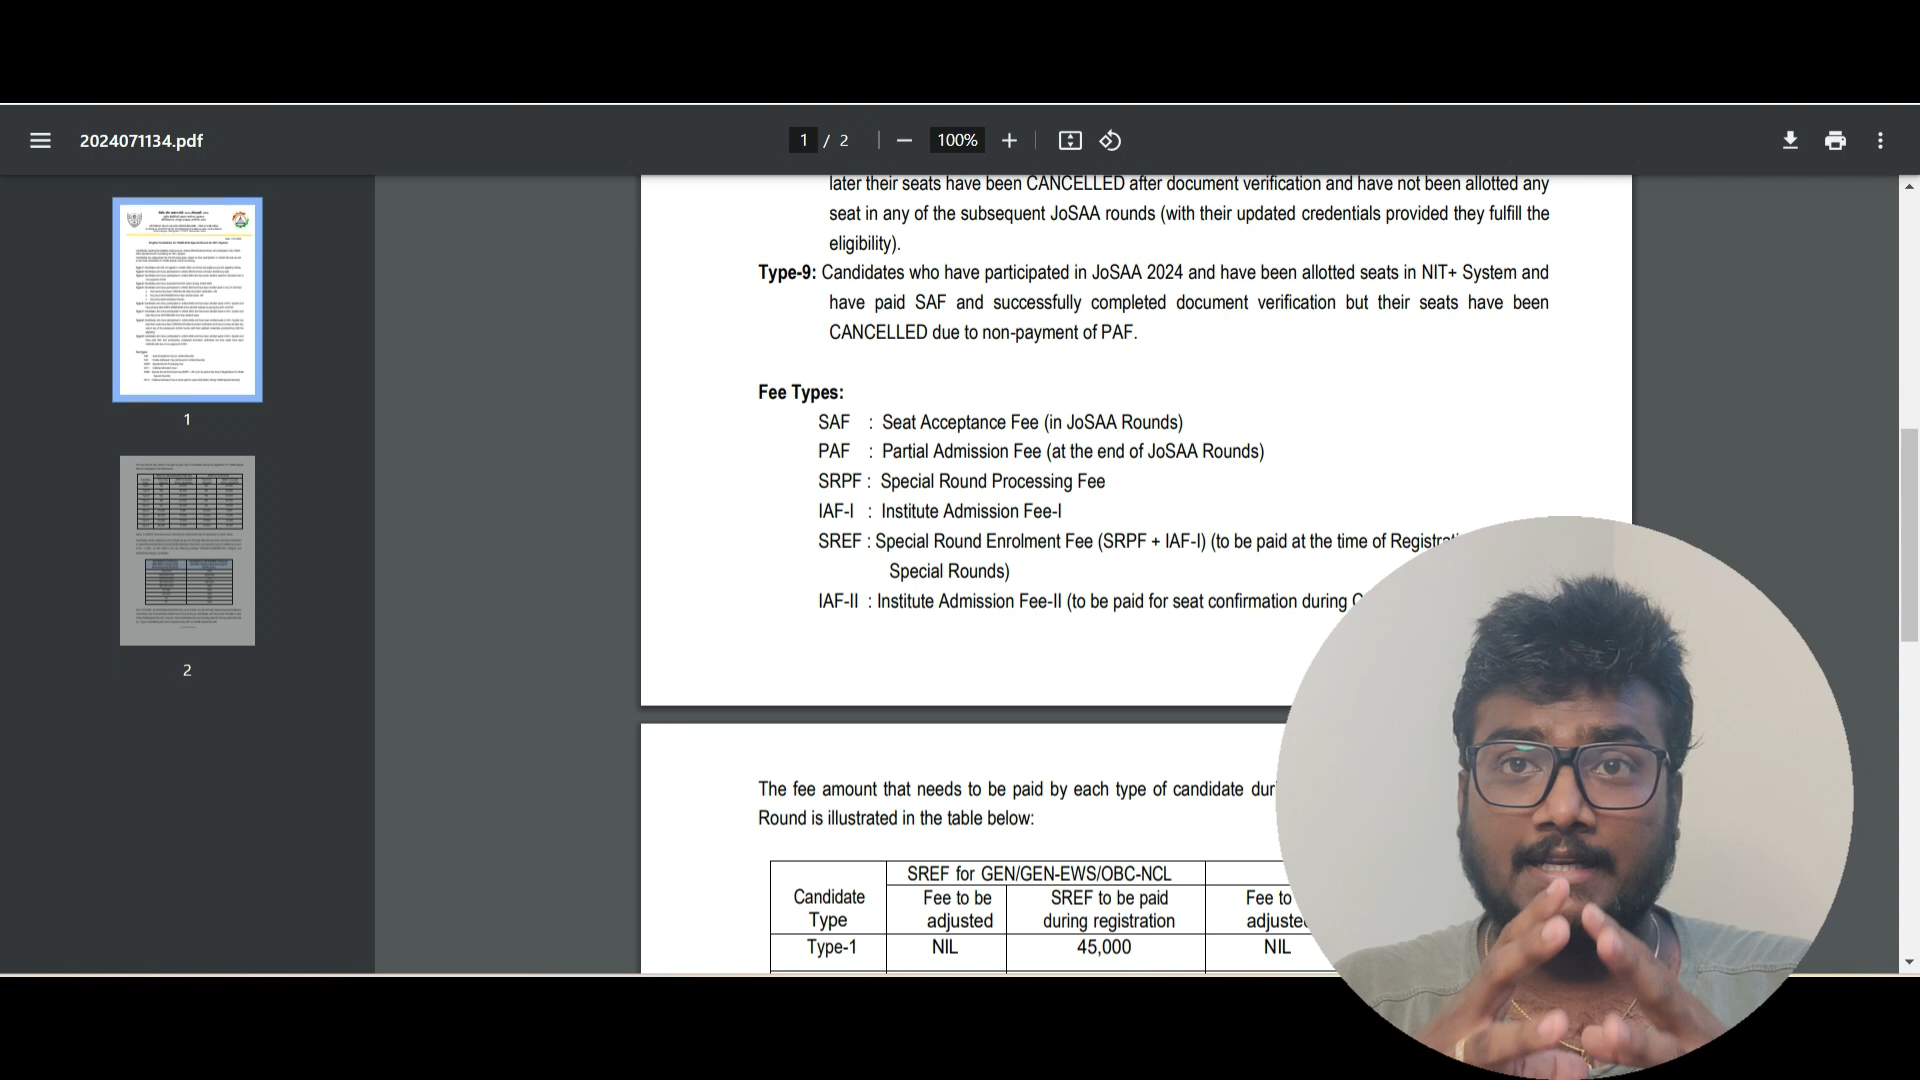 2024071134.pdf
1 / 2
100%
later their seats have been CANCELLED after document verification and have not been allotted any
seat in any of the subsequent JoSAA rounds (with their updated credentials provided they fulfill the
eligibility).
Type-9: Candidates who have participated in JoSAA 2024 and have been allotted seats in NIT+ System and
have paid SAF and successfully completed document verification but their seats have been
CANCELLED due to non-payment of PAF.
Fee Types:
SAF : Seat Acceptance Fee (in JoSAA Rounds)
PAF : Partial Admission Fee (at the end of JoSAA Rounds)
SRPF : Special Round Processing Fee
IAF-I : Institute Admission Fee-I
SREF : Special Round Enrolment Fee (SRPF + IAF-I) (to be paid at the time of
Special Rounds)
IAF-II : Institute Admission Fee-II (to be paid for seat confirmation during
The fee amount that needs to be paid by each type of candidate
Round is illustrated in the table below:
Candidate Type
SREF for GEN/GEN-EWS/OBC-NCL
Fee to be adjusted
SREF to be paid during registration
Fee to
Type-1 NIL 45,000 NIL
1
2